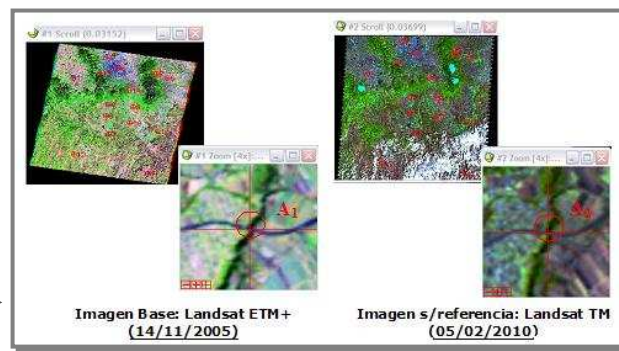 #1 Scroll (0.03152)
#2 Scroll (0.03699)
#1 Zoom [4x]:...
#2 Zoom [4x]:...
A1
Imagen Base: Landsat ETM+
(14/11/2005)
Imagen s/referencia: Landsat TM
(05/02/2010)